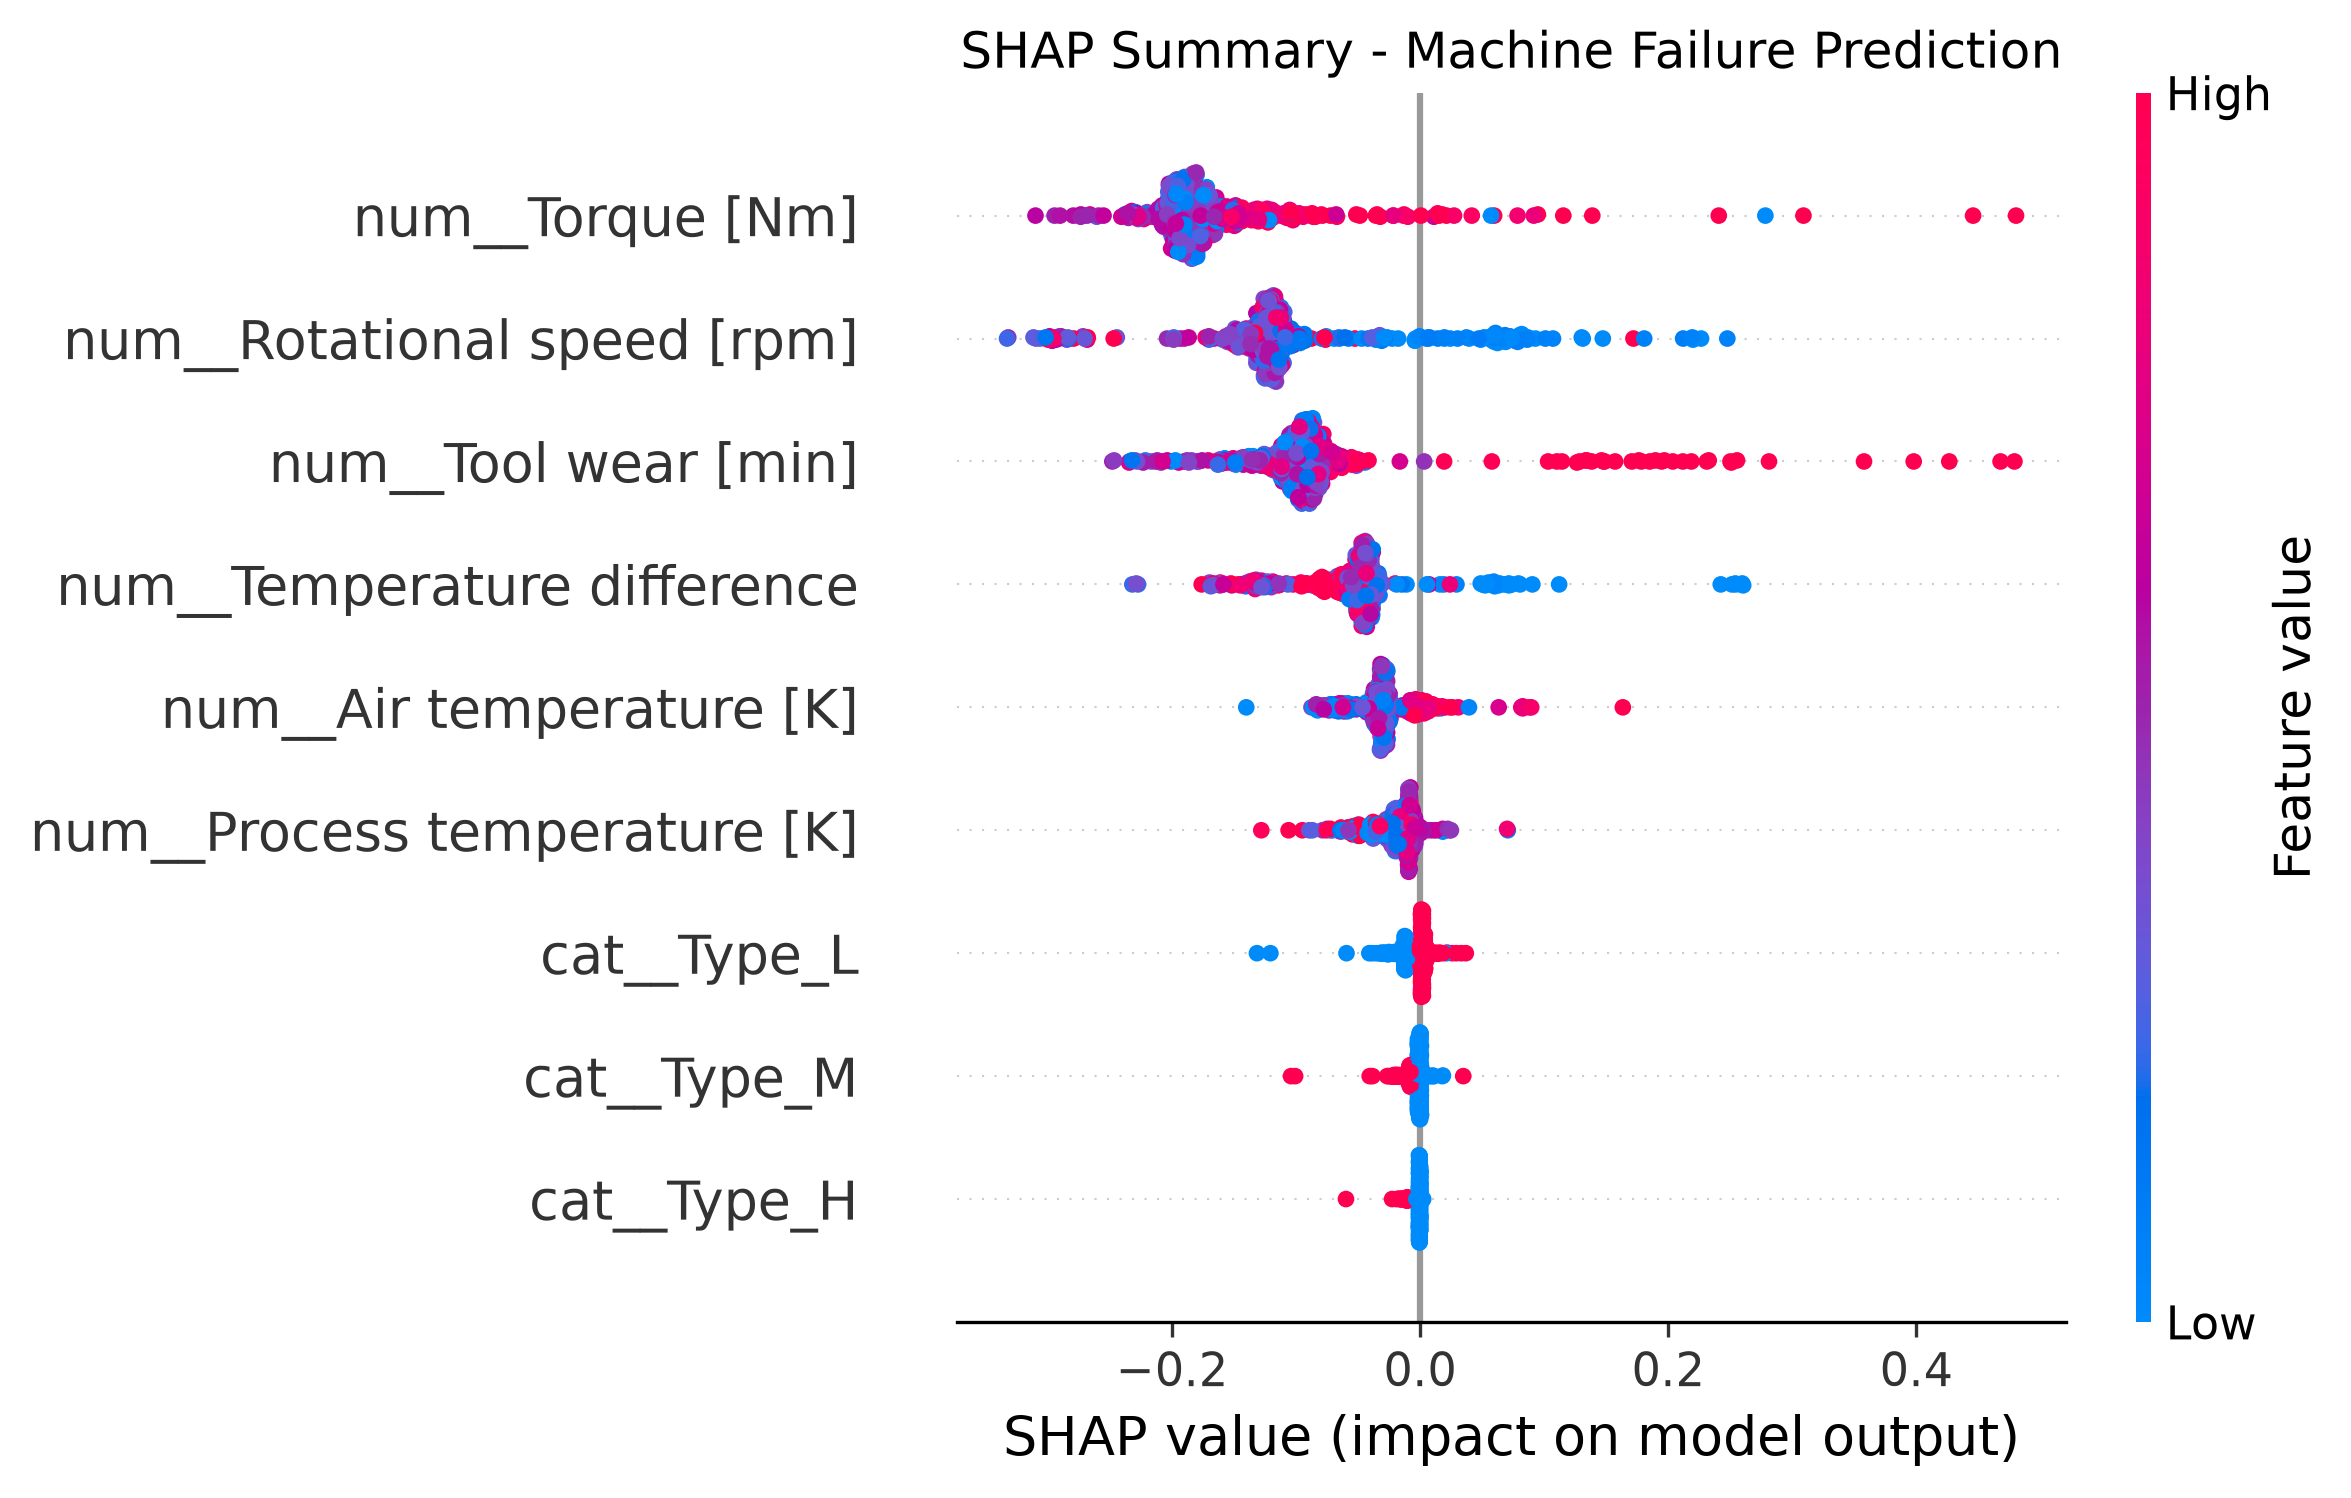 SHAP Summary - Machine Failure Prediction
High
num__Torque [Nm]
num__Rotational speed [rpm]
num__Tool wear [min]
num__Temperature difference
num__Air temperature [K]
num__Process temperature [K]
cat__Type_L
cat__Type_M
cat__Type_H
Feature value
Low
−0.2 0.0 0.2 0.4
SHAP value (impact on model output)